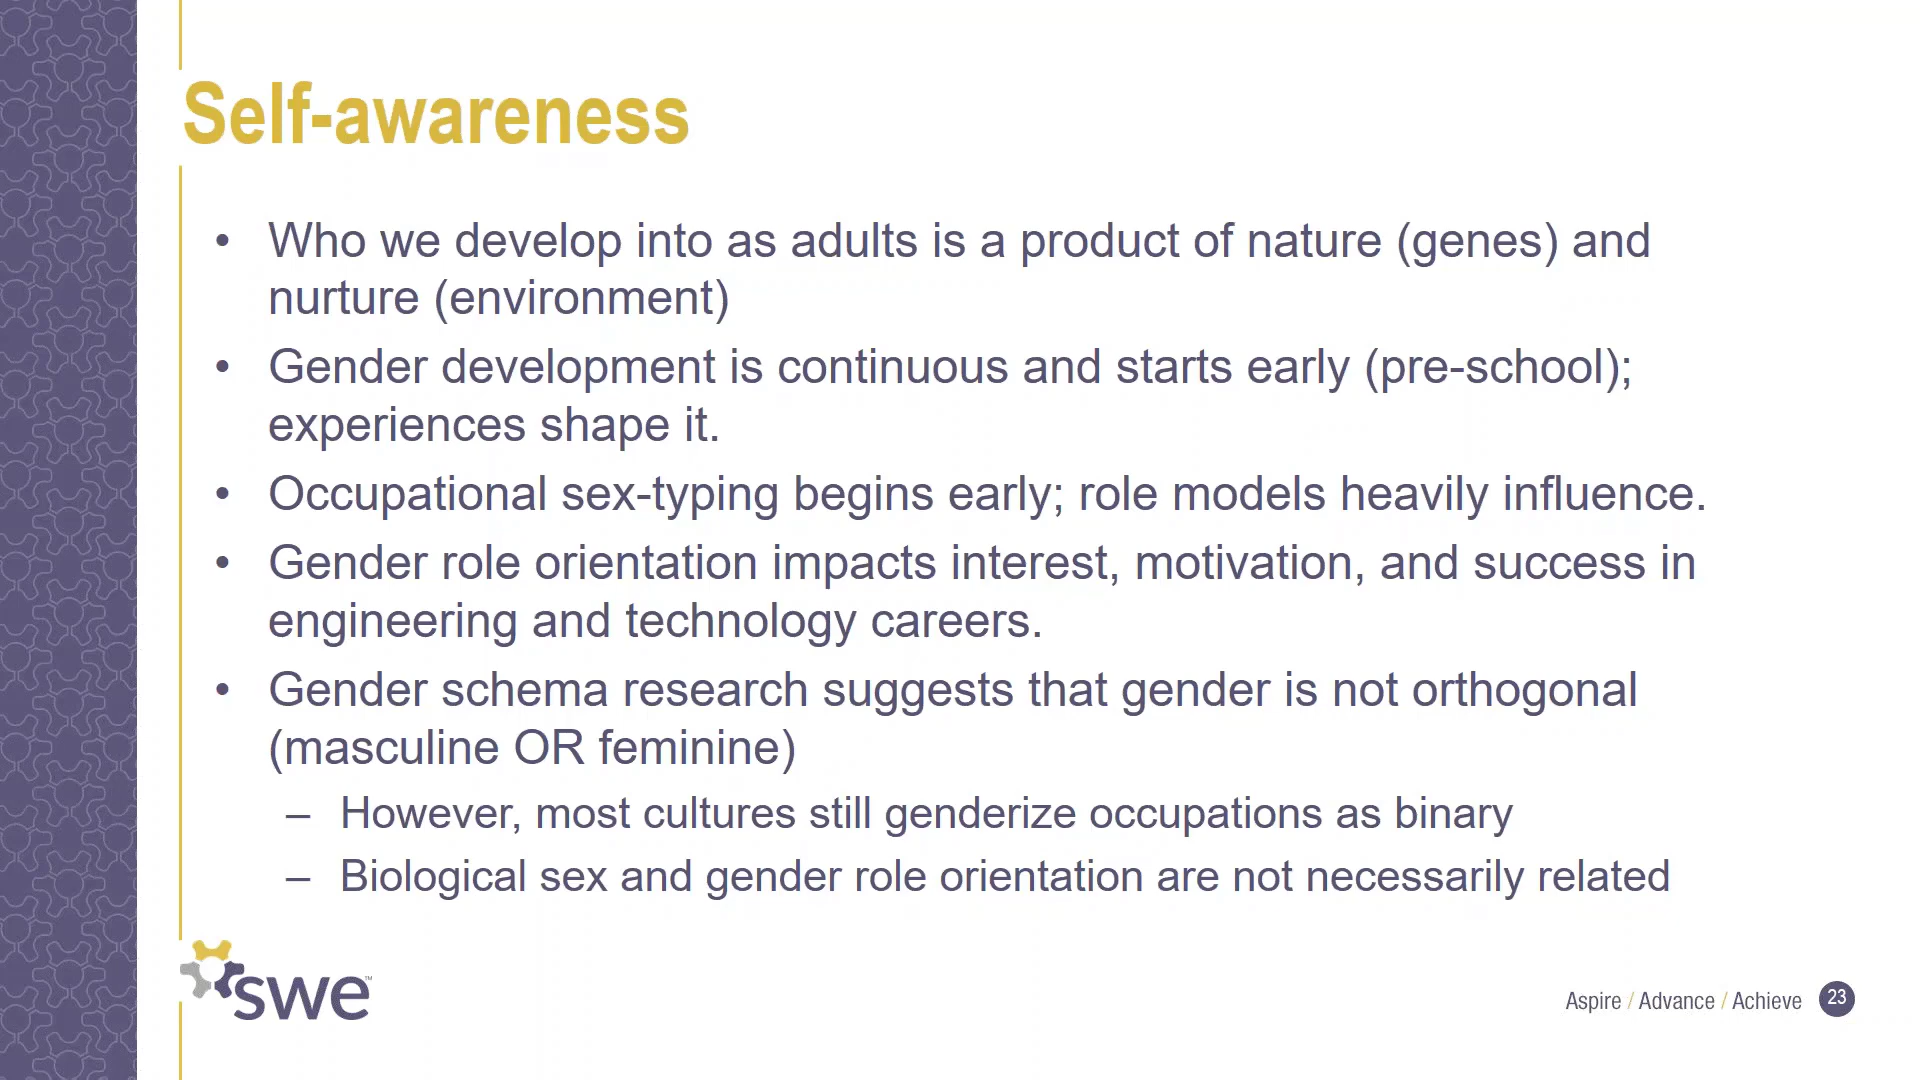 Self-awareness
• Who we develop into as adults is a product of nature (genes) and
nurture (environment)
• Gender development is continuous and starts early (pre-school);
experiences shape it.
• Occupational sex-typing begins early; role models heavily influence.
• Gender role orientation impacts interest, motivation, and success in
engineering and technology careers.
• Gender schema research suggests that gender is not orthogonal
(masculine OR feminine)
– However, most cultures still genderize occupations as binary
– Biological sex and gender role orientation are not necessarily related
swe™
Aspire / Advance / Achieve 23